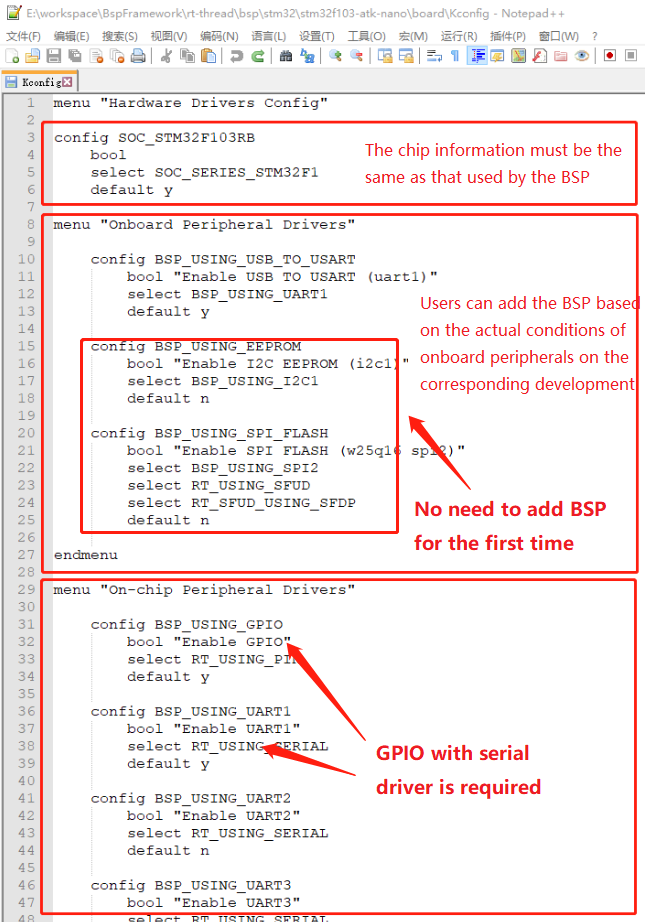 E:\workspace\BspFramework\rt-thread\bsp\stm32\stm32f103-atk-nano\board\Kconfig - Notepad++
文件(F) 编辑(E) 搜索(S) 视图(V) 编码(N) 语言(L) 设置(T) 工具(O) 宏(M) 运行(R) 插件(P) 窗口(W) ?
Kconfig
1 menu "Hardware Drivers Config"
2
3 config SOC_STM32F103RB
4 bool
5 select SOC_SERIES_STM32F1
6 default y
7
The chip information must be the
same as that used by the BSP
8 menu "Onboard Peripheral Drivers"
9
10 config BSP_USING_USB_TO_USART
11 bool "Enable USB TO USART (uart1)"
12 select BSP_USING_UART1
13 default y
14
15 config BSP_USING_EEPROM
16 bool "Enable I2C EEPROM (i2c1)"
17 select BSP_USING_I2C1
18 default n
19
20 config BSP_USING_SPI_FLASH
21 bool "Enable SPI FLASH (w25q16 spi2)"
22 select BSP_USING_SPI2
23 select RT_USING_SFUD
24 select RT_SFUD_USING_SFDP
25 default n
26
27 endmenu
28
Users can add the BSP based
on the actual conditions of
onboard peripherals on the
corresponding development
No need to add BSP
for the first time
29 menu "On-chip Peripheral Drivers"
30
31 config BSP_USING_GPIO
32 bool "Enable GPIO"
33 select RT_USING_PIN
34 default y
35
36 config BSP_USING_UART1
37 bool "Enable UART1"
38 select RT_USING_SERIAL
39 default y
40
41 config BSP_USING_UART2
42 bool "Enable UART2"
43 select RT_USING_SERIAL
44 default n
45
46 config BSP_USING_UART3
47 bool "Enable UART3"
48 select RT_USING_SERIAL
GPIO with serial
driver is required